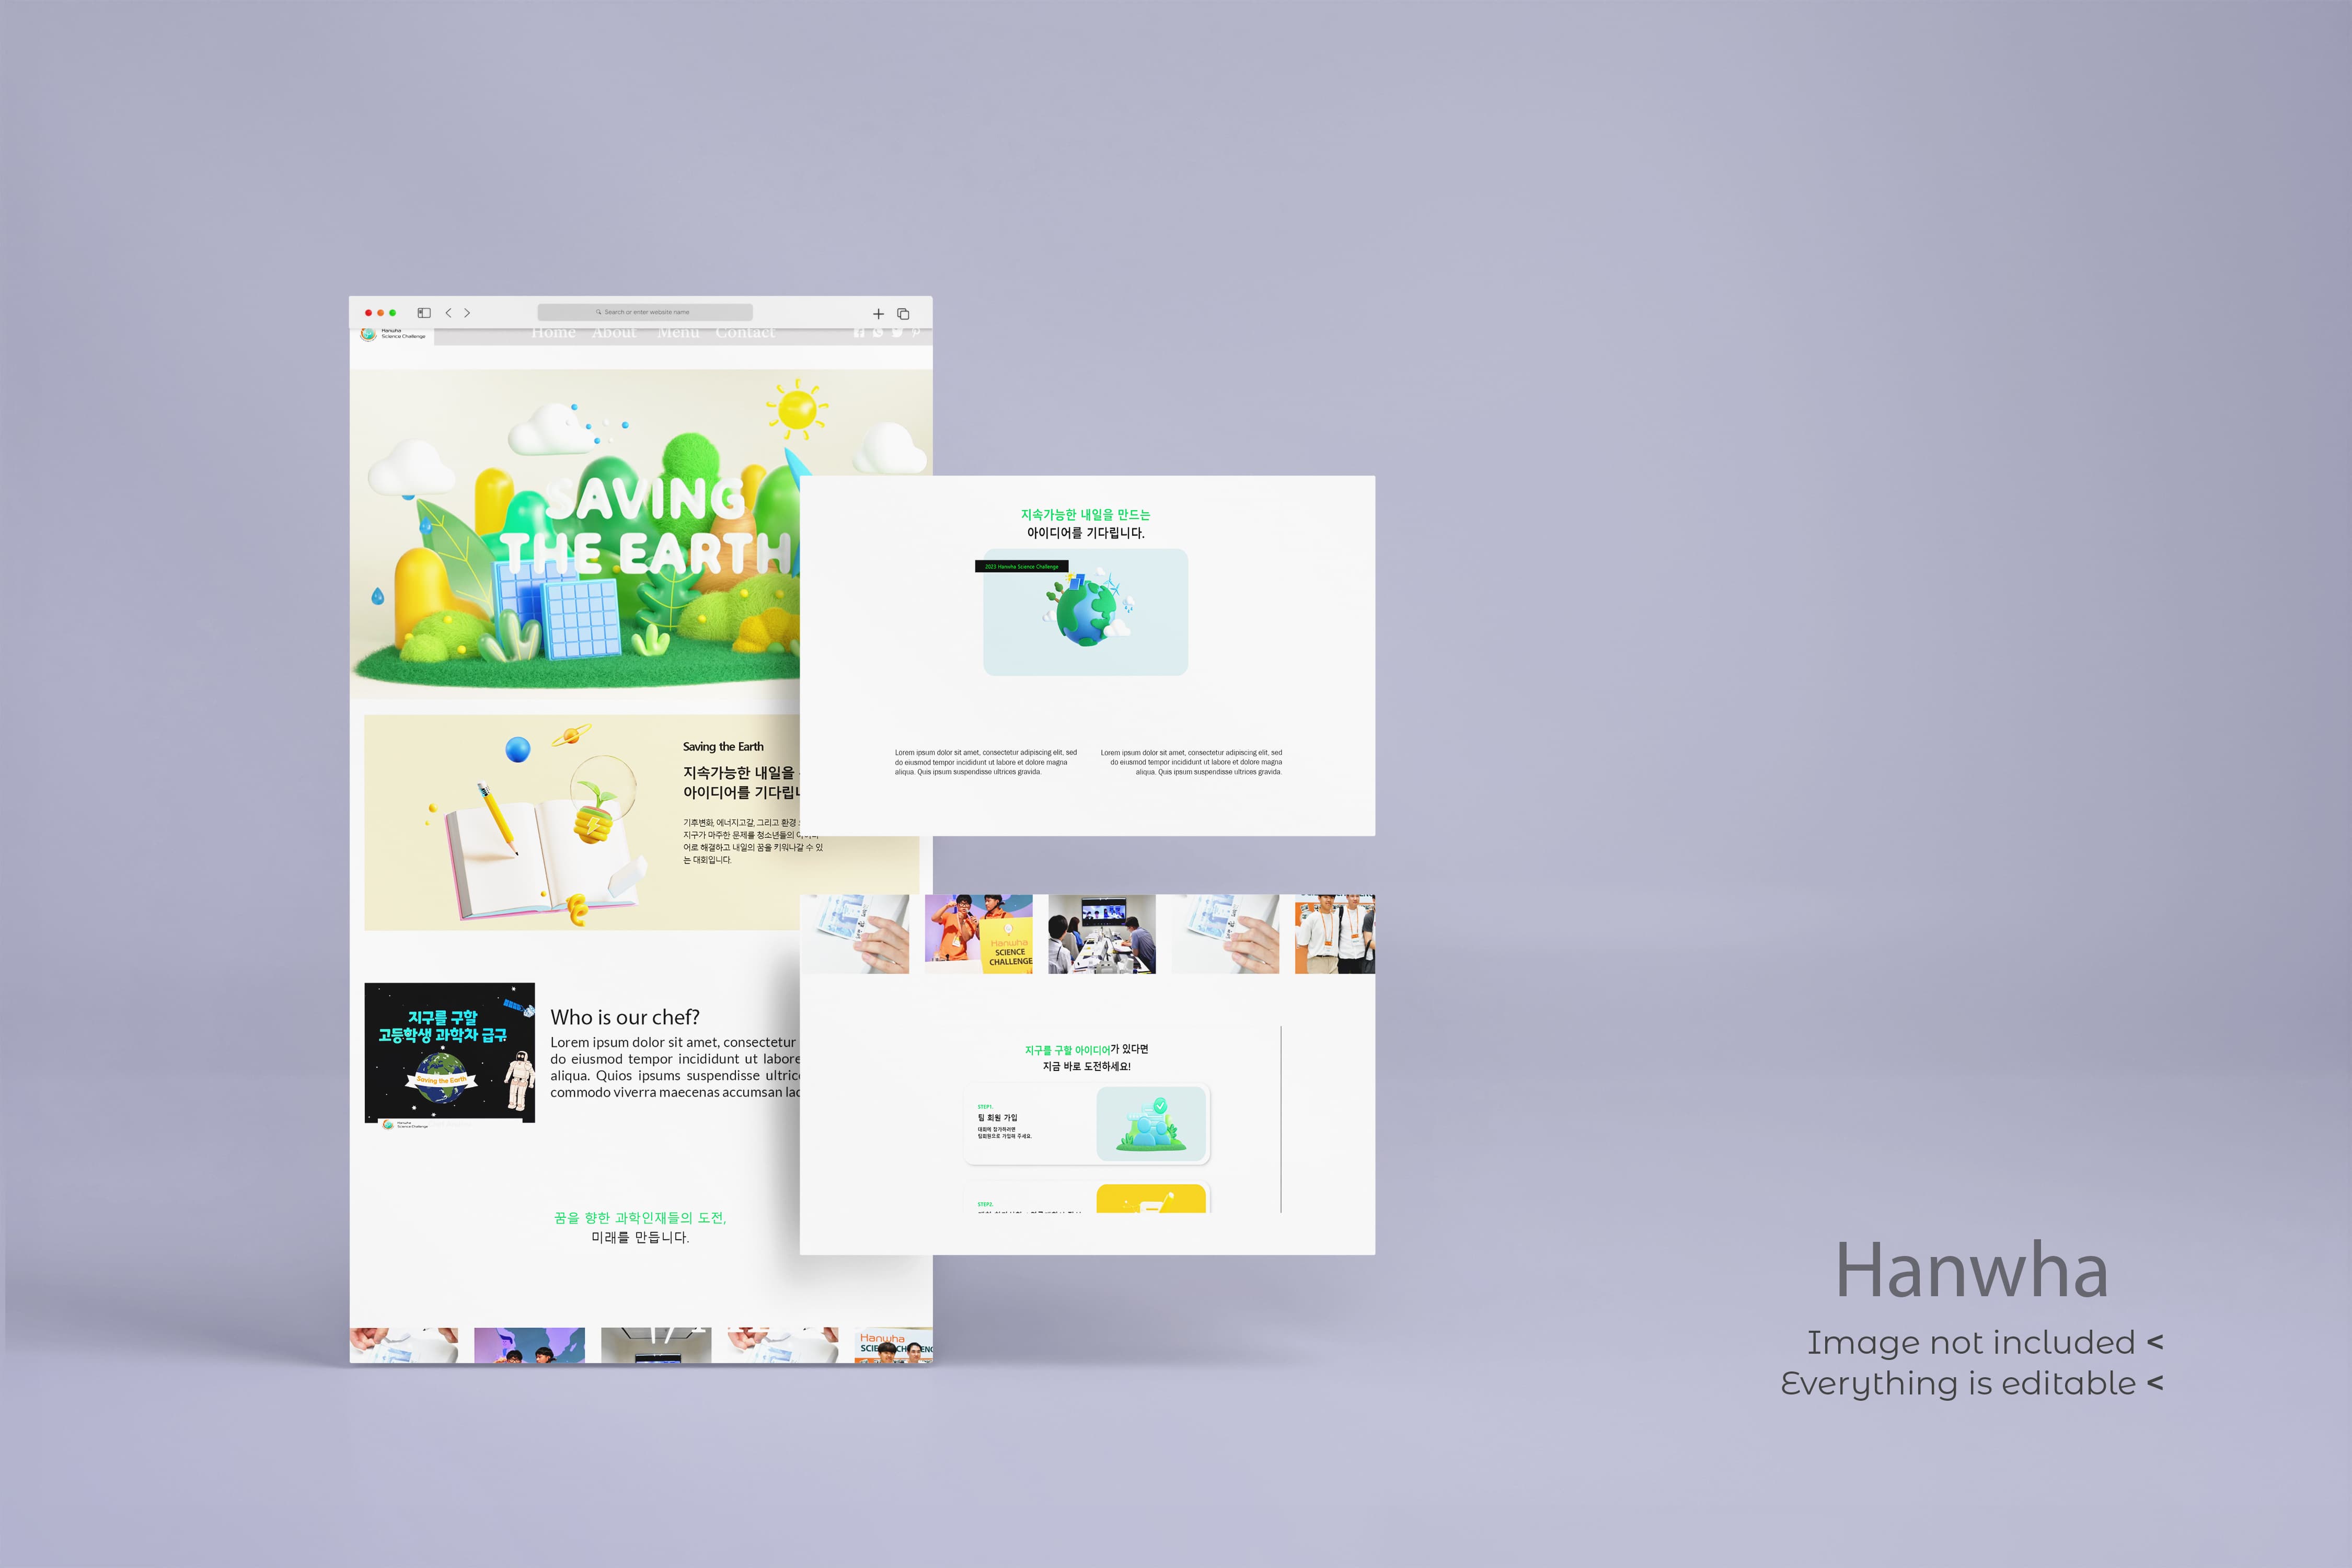 Search or enter website name
Hanwha
Science Challenge
Home About Menu Contact
SAVING
THE EARTH
Saving the Earth
지속가능한 내일을
아이디어를 기다립니
기후변화, 에너지고갈, 그리고 환경
지구가 마주한 문제를 청소년들의
어로 해결하고 내일의 꿈을 키워나갈 수 있
는 대회입니다.
지구를 구할
고등학생 과학자 급구
Saving the Earth
Hanwha
Science Challenge
Who is our chef?
Lorem ipsum dolor sit amet, consectetur
do eiusmod tempor incididunt ut labore
aliqua. Quios ipsums suspendisse ultric
commodo viverra maecenas accumsan lac
꿈을 향한 과학인재들의 도전,
미래를 만듭니다.
Hanwha
지속가능한 내일을 만드는
아이디어를 기다립니다.
2023 Hanwha Science Challenge
Lorem ipsum dolor sit amet, consectetur adipiscing elit, sed
do eiusmod tempor incididunt ut labore et dolore magna
aliqua. Quis ipsum suspendisse ultrices gravida.
Lorem ipsum dolor sit amet, consectetur adipiscing elit, sed
do eiusmod tempor incididunt ut labore et dolore magna
aliqua. Quis ipsum suspendisse ultrices gravida.
Hanwha
SCIENCE
CHALLENGE
지구를 구할 아이디어가 있다면
지금 바로 도전하세요!
STEP1.
팀 회원 가입
대회에 참가하려면
팀회원으로 가입해 주세요.
STEP2.
Hanwha
Image not included <
Everything is editable <